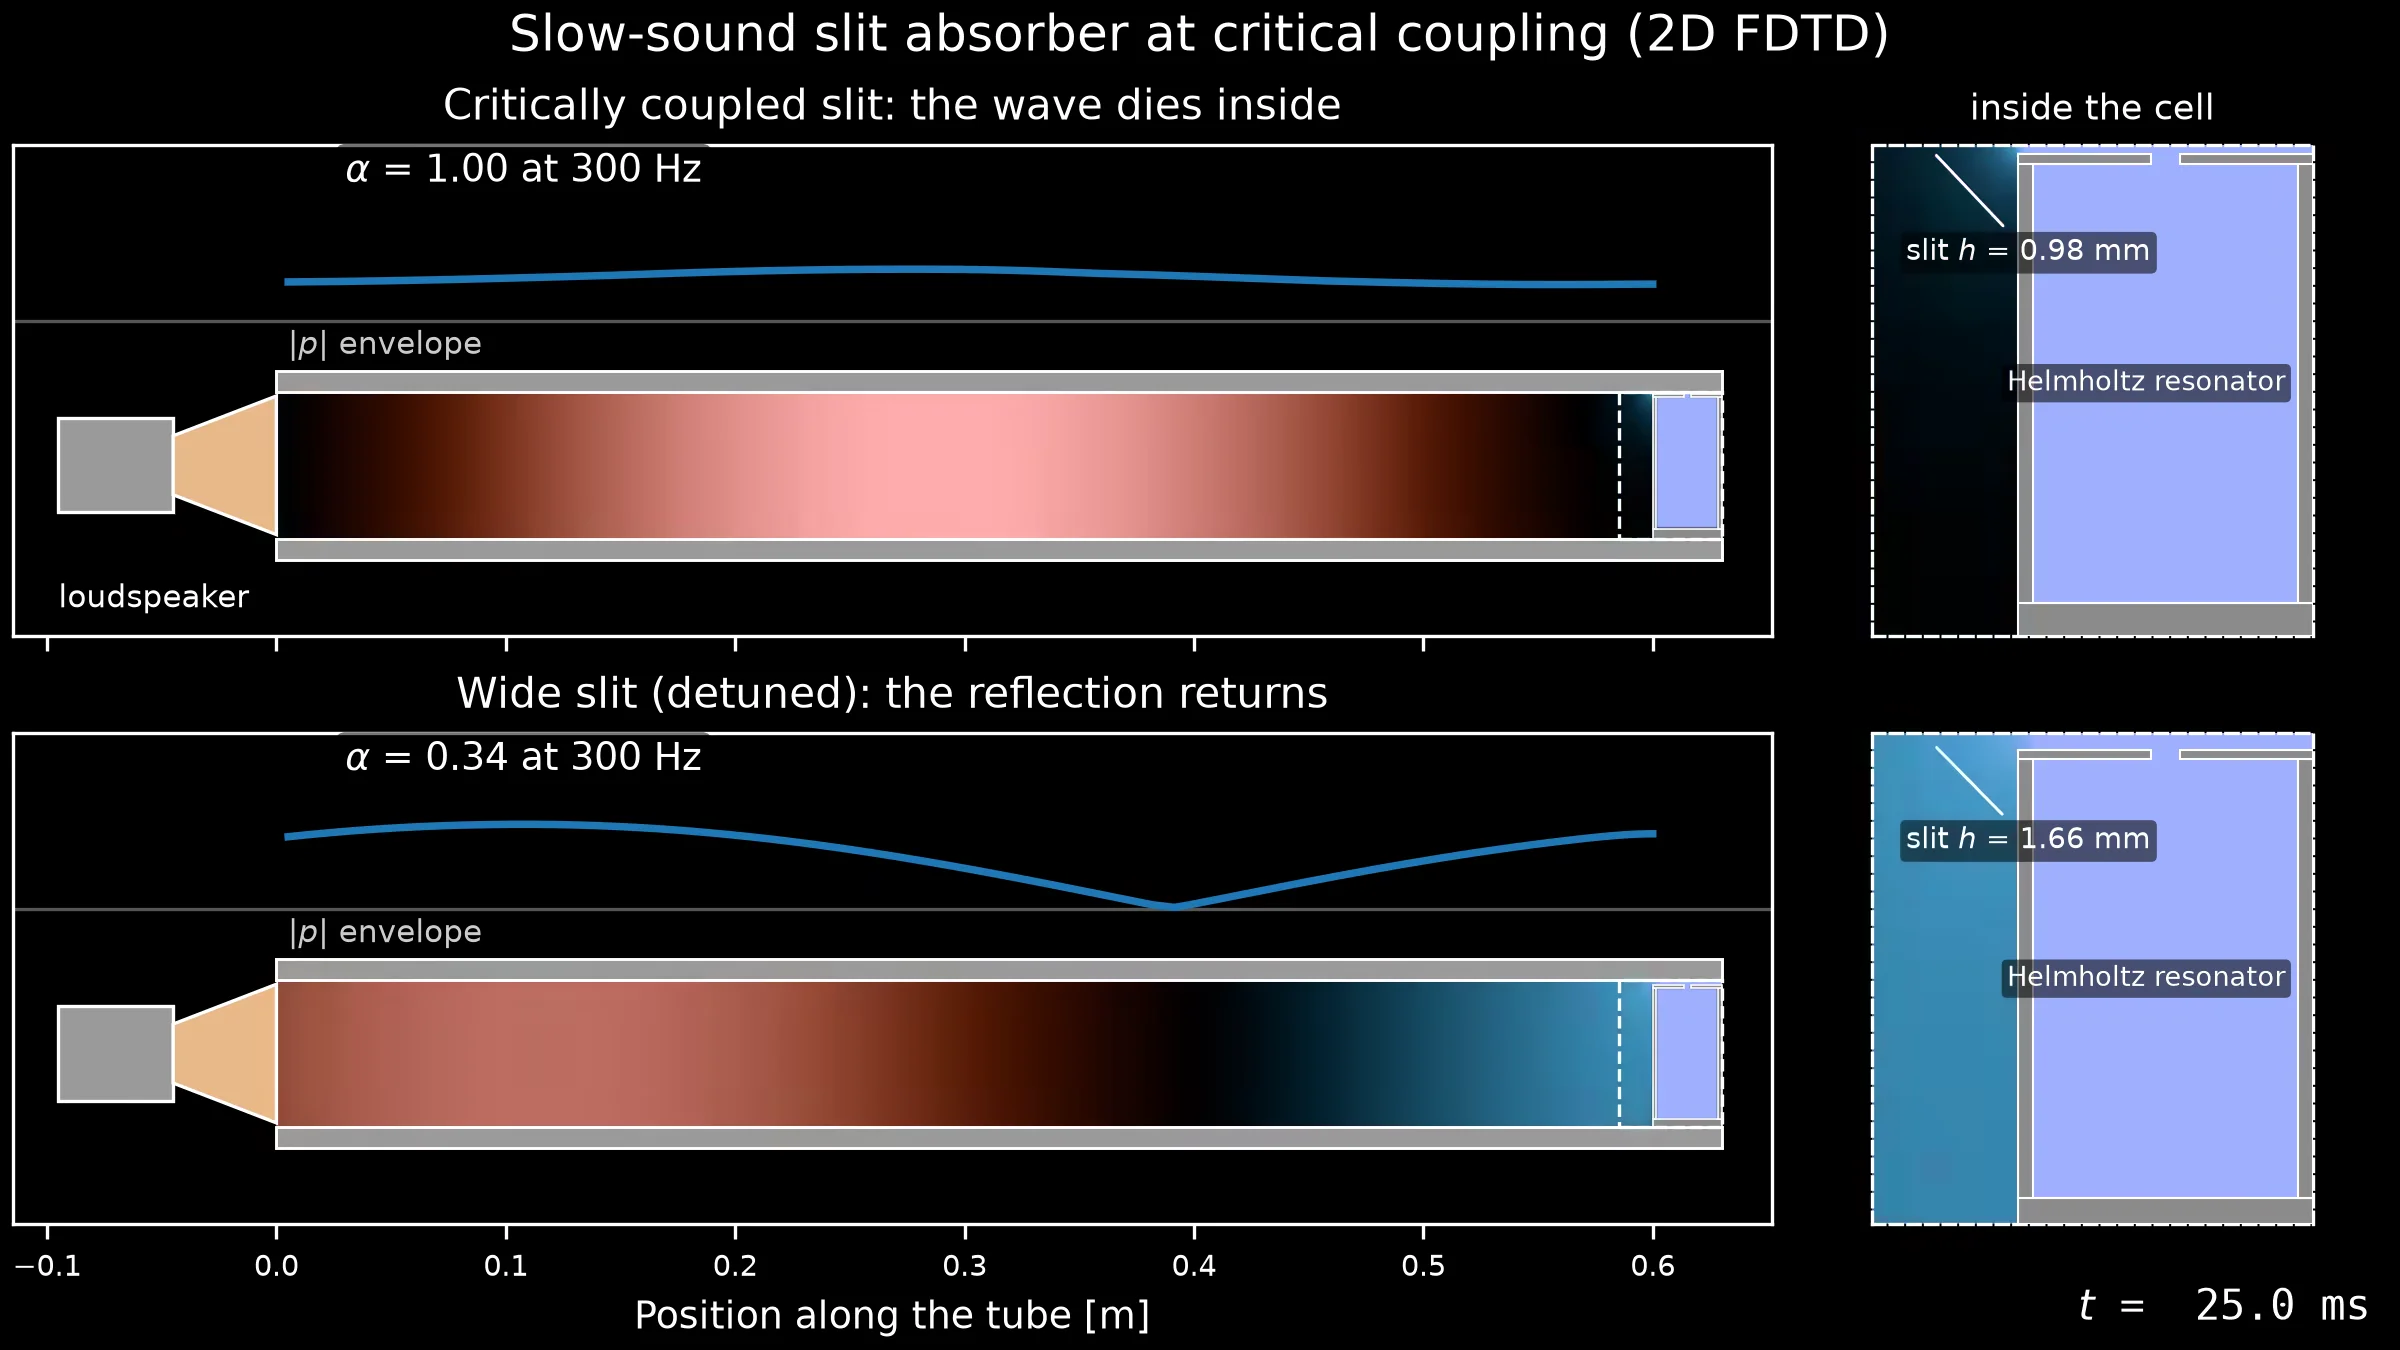 Slow-sound slit absorber at critical coupling (2D FDTD)
Critically coupled slit: the wave dies inside
inside the cell
α = 1.00 at 300 Hz
slit h = 0.98 mm
|p| envelope
Helmholtz resonator
loudspeaker
Wide slit (detuned): the reflection returns
α = 0.34 at 300 Hz
slit h = 1.66 mm
|p| envelope
Helmholtz resonator
−0.1 0.0 0.1 0.2 0.3 0.4 0.5 0.6
Position along the tube [m]
t = 25.0 ms